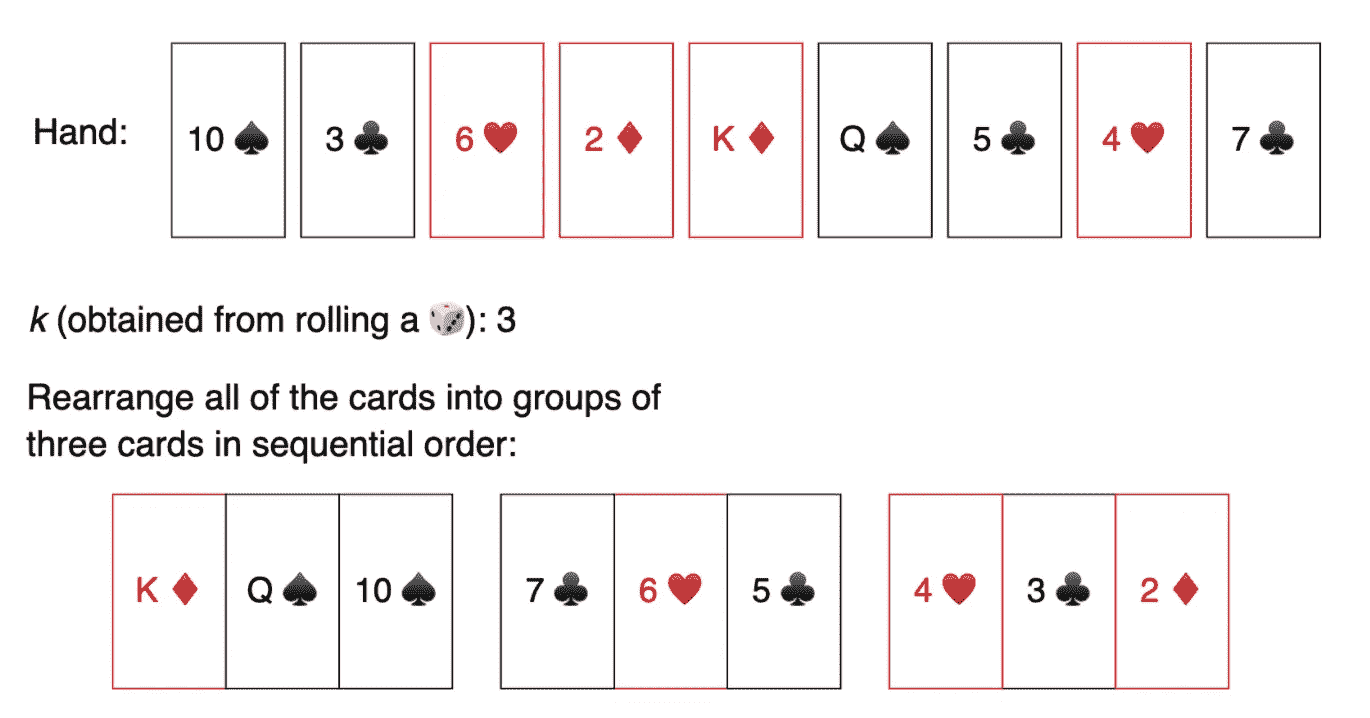 Hand: 10 ♠ 3 ♣ 6 ♥ 2 ♦ K ♦ Q ♠ 5 ♣ 4 ♥ 7 ♣
k (obtained from rolling a 🎲): 3
Rearrange all of the cards into groups of
three cards in sequential order:
K ♦ Q ♠ 10 ♠ 7 ♣ 6 ♥ 5 ♣ 4 ♥ 3 ♣ 2 ♦